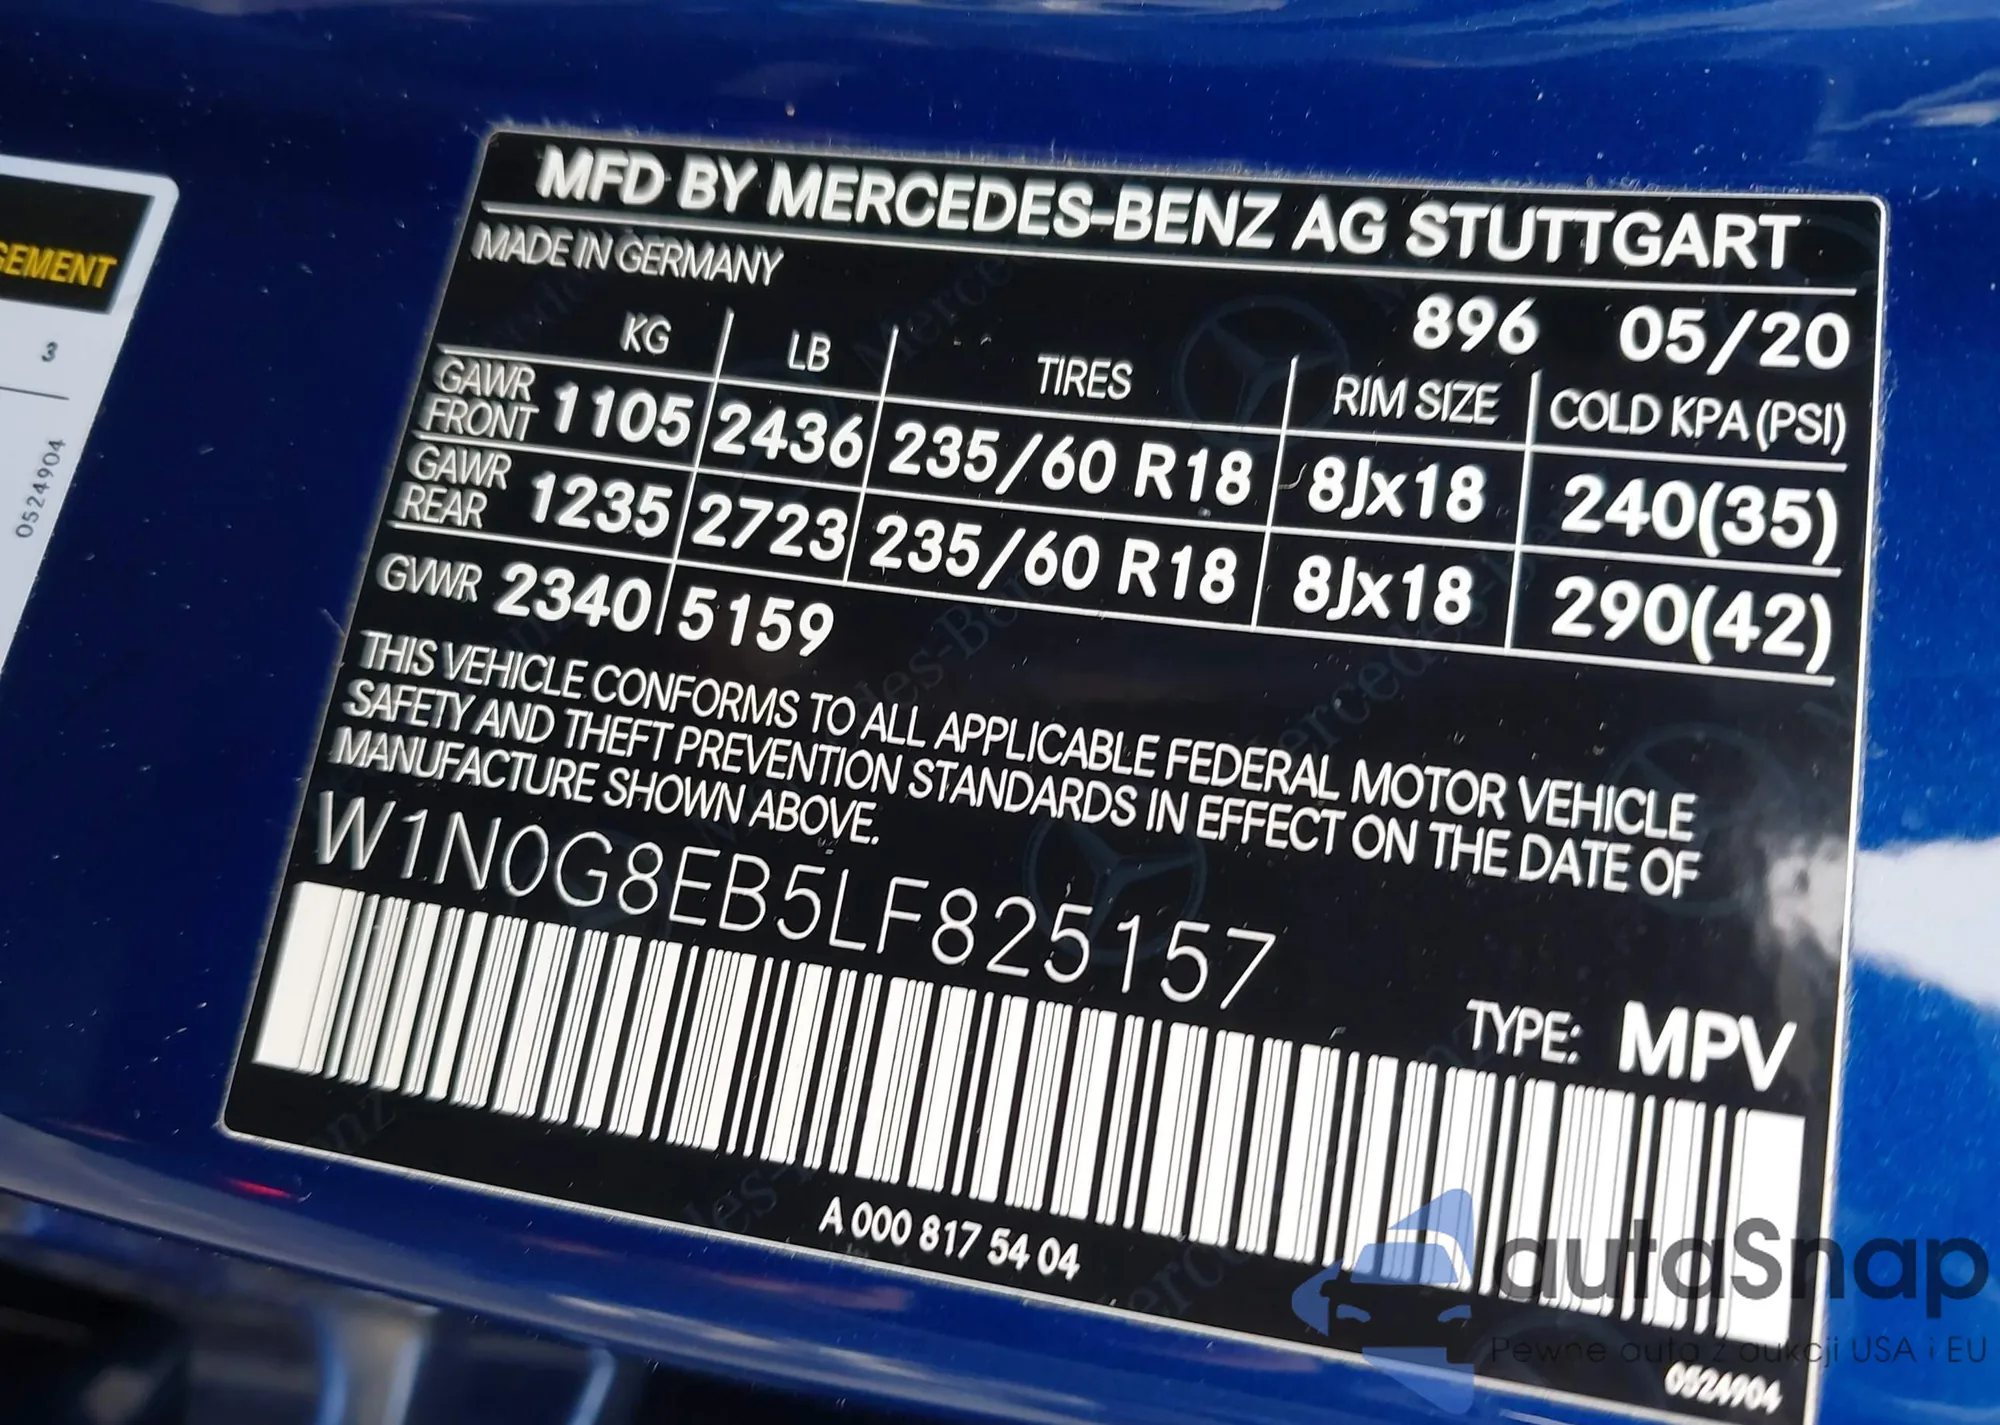 MFD BY MERCEDES-BENZ AG STUTTGART
MADE IN GERMANY
896 05/20
KG LB TIRES RIM SIZE COLD KPA (PSI)
GAWR FRONT 1105 2436 235/60 R18 8Jx18 240(35)
GAWR REAR 1235 2723 235/60 R18 8Jx18 290(42)
GVWR 2340 5159
THIS VEHICLE CONFORMS TO ALL APPLICABLE FEDERAL MOTOR VEHICLE
SAFETY AND THEFT PREVENTION STANDARDS IN EFFECT ON THE DATE OF
MANUFACTURE SHOWN ABOVE.
W1N0G8EB5LF825157
TYPE: MPV
A 000 817 54 04
0524904
GEMENT
3
0524904
autaSnap
Pewne auta z aukcji USA i EU